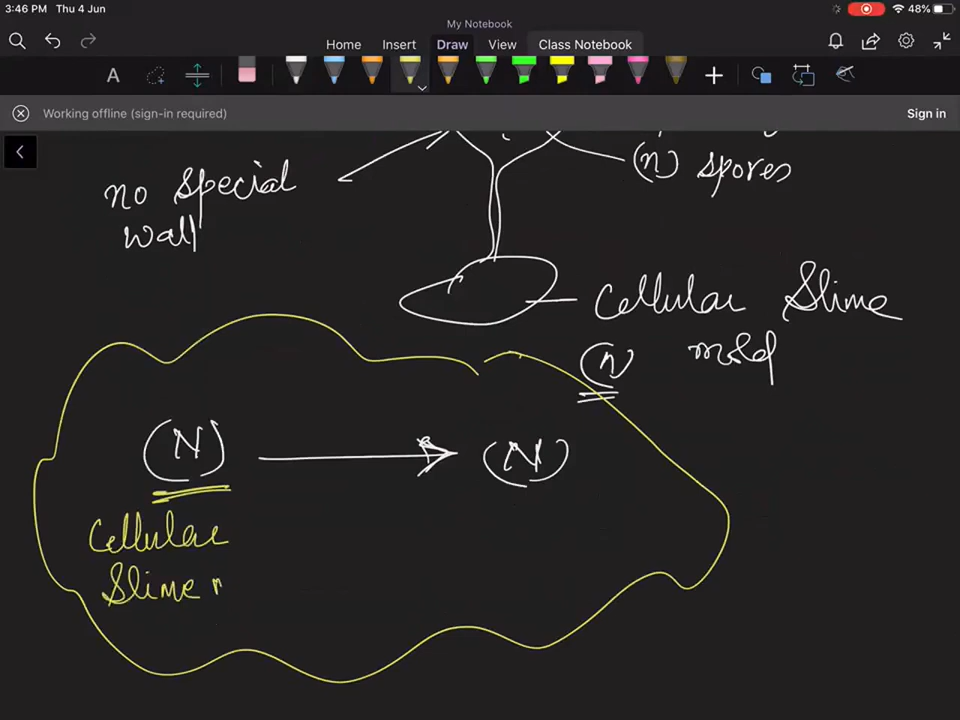 3:46 PM Thu 4 Jun
48%
My Notebook
Home Insert Draw View Class Notebook
A
Working offline (sign-in required) Sign in
(n) spores
no special
wall
Cellular Slime
mold
(n)
(N) (N)
Cellular
Slime m